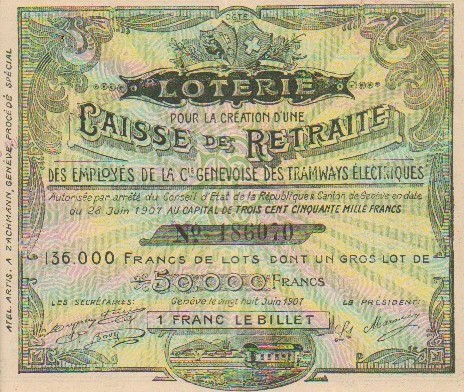 LOTERIE
POUR LA CRÉATION D'UNE
CAISSE DE RETRAITE
DES EMPLOYÉS DE LA Cie GENEVOISE DES TRAMWAYS ÉLECTRIQUES
Autorisée par arrêté du Conseil d'État de la République & Canton de Genève en date
du 28 Juin 1907 AU CAPITAL DE TROIS CENT CINQUANTE MILLE FRANCS
No 186070
136.000 FRANCS DE LOTS DONT UN GROS LOT DE
50.000 FRANCS
LES SECRÉTAIRES: Genève le vingt huit Juin 1907 LE PRÉSIDENT:
1 FRANC LE BILLET
ATEL. ARTIS. A ZACHMANN, GENÈVE, PROCÉDÉ SPÉCIAL